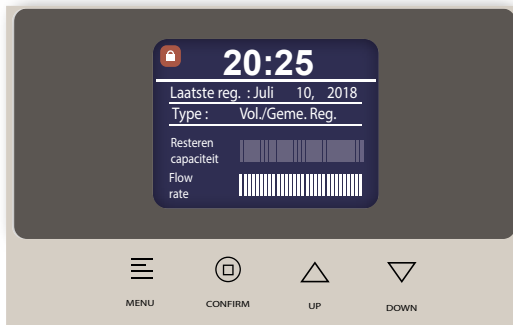 20:25
Laatste reg. : Juli 10, 2018
Type : Vol./Geme. Reg.
Resteren
capaciteit
Flow
rate
MENU CONFIRM UP DOWN